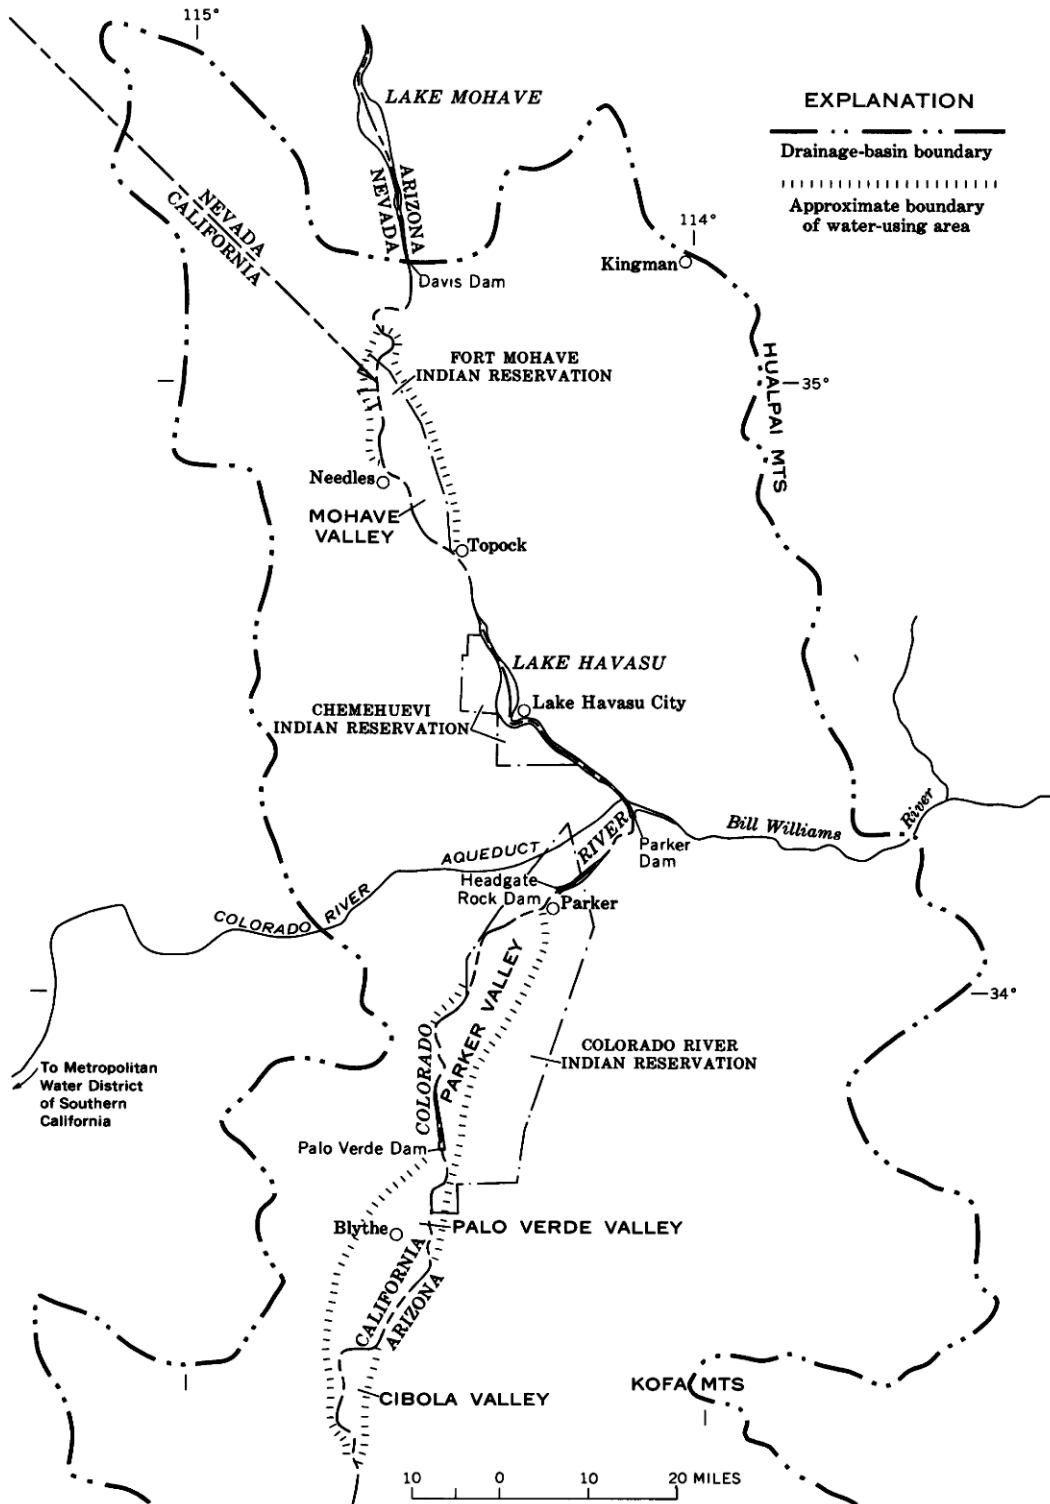 115°
LAKE MOHAVE
EXPLANATION
Drainage-basin boundary
Approximate boundary
of water-using area
NEVADA
CALIFORNIA
NEVADA
ARIZONA
114°
Kingman
Davis Dam
FORT MOHAVE
INDIAN RESERVATION
HUALPAI MTS
35°
Needles
MOHAVE
VALLEY
Topock
LAKE HAVASU
Lake Havasu City
CHEMEHUEVI
INDIAN RESERVATION
Bill Williams River
Parker
Dam
COLORADO RIVER AQUEDUCT
Headgate
Rock Dam
Parker
COLORADO RIVER
PARKER VALLEY
34°
COLORADO RIVER
INDIAN RESERVATION
To Metropolitan
Water District
of Southern
California
Palo Verde Dam
Blythe
PALO VERDE VALLEY
CALIFORNIA
ARIZONA
CIBOLA VALLEY
KOFA MTS
10 0 10 20 MILES